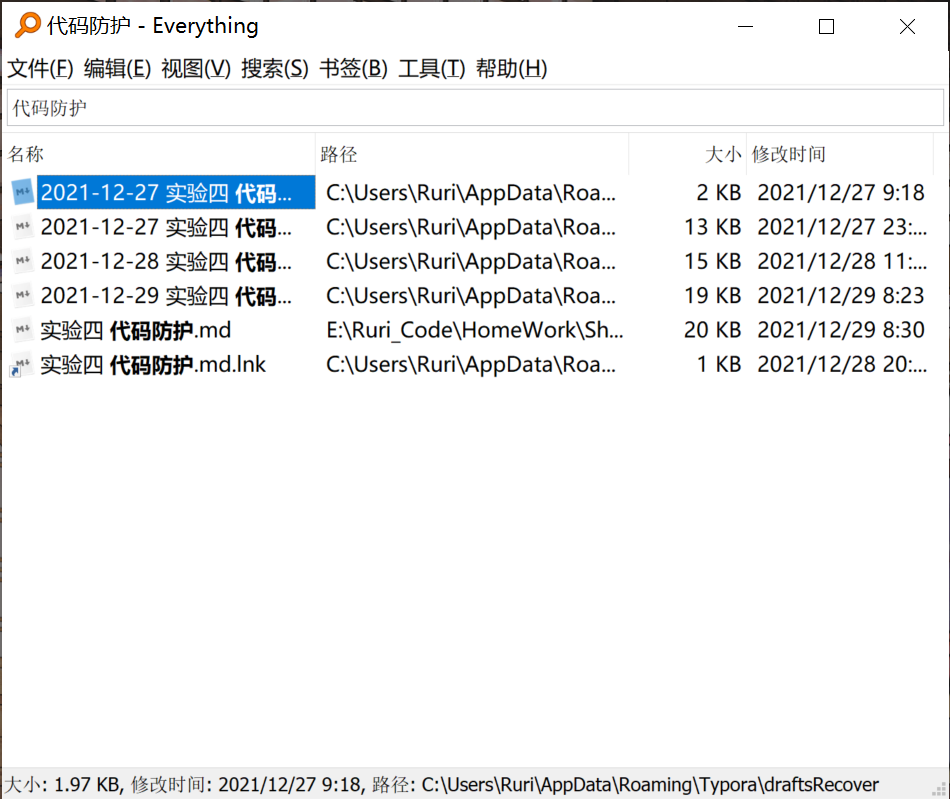 代码防护 - Everything
文件(F) 编辑(E) 视图(V) 搜索(S) 书签(B) 工具(T) 帮助(H)
代码防护
名称 路径 大小 修改时间
2021-12-27 实验四 代码... C:\Users\Ruri\AppData\Roa... 2 KB 2021/12/27 9:18
2021-12-27 实验四 代码... C:\Users\Ruri\AppData\Roa... 13 KB 2021/12/27 23:...
2021-12-28 实验四 代码... C:\Users\Ruri\AppData\Roa... 15 KB 2021/12/28 11:...
2021-12-29 实验四 代码... C:\Users\Ruri\AppData\Roa... 19 KB 2021/12/29 8:23
实验四 代码防护.md E:\Ruri_Code\HomeWork\Sh... 20 KB 2021/12/29 8:30
实验四 代码防护.md.lnk C:\Users\Ruri\AppData\Roa... 1 KB 2021/12/28 20:...
大小: 1.97 KB, 修改时间: 2021/12/27 9:18, 路径: C:\Users\Ruri\AppData\Roaming\Typora\draftsRecover